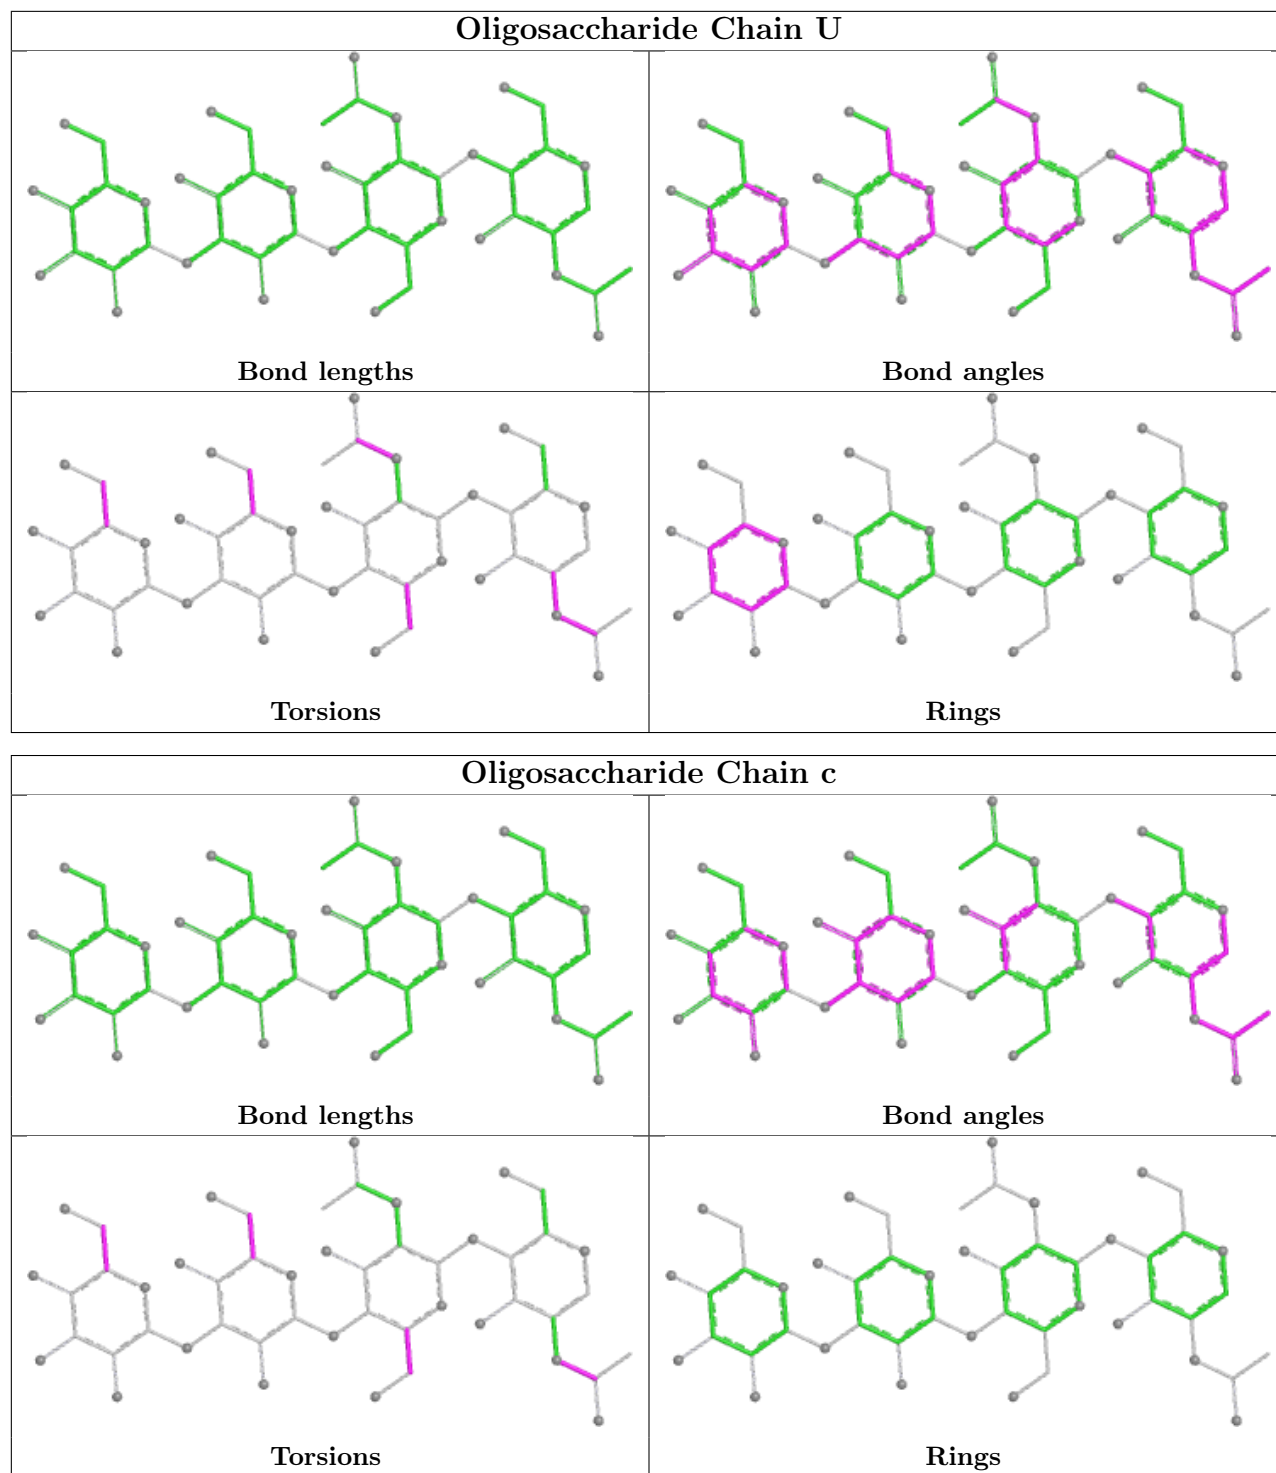 Oligosaccharide Chain U
Bond lengths
Bond angles
Torsions
Rings
Oligosaccharide Chain c
Bond lengths
Bond angles
Torsions
Rings